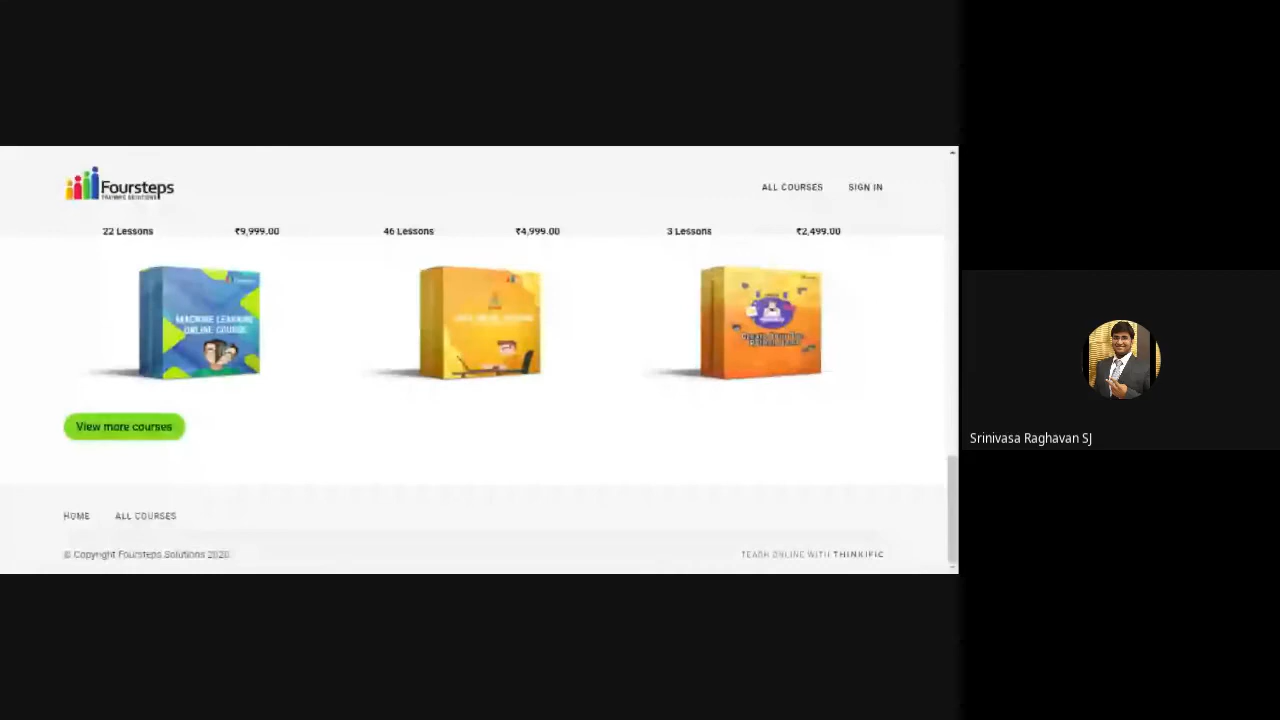 Foursteps
TRAINING SOLUTIONS
ALL COURSES
SIGN IN
22 Lessons
₹9,999.00
46 Lessons
₹4,999.00
3 Lessons
₹2,499.00
MACHINE LEARNING
ONLINE COURSE
View more courses
HOME
ALL COURSES
© Copyright Foursteps Solutions 2020
TEACH ONLINE WITH THINKIFIC
Srinivasa Raghavan SJ